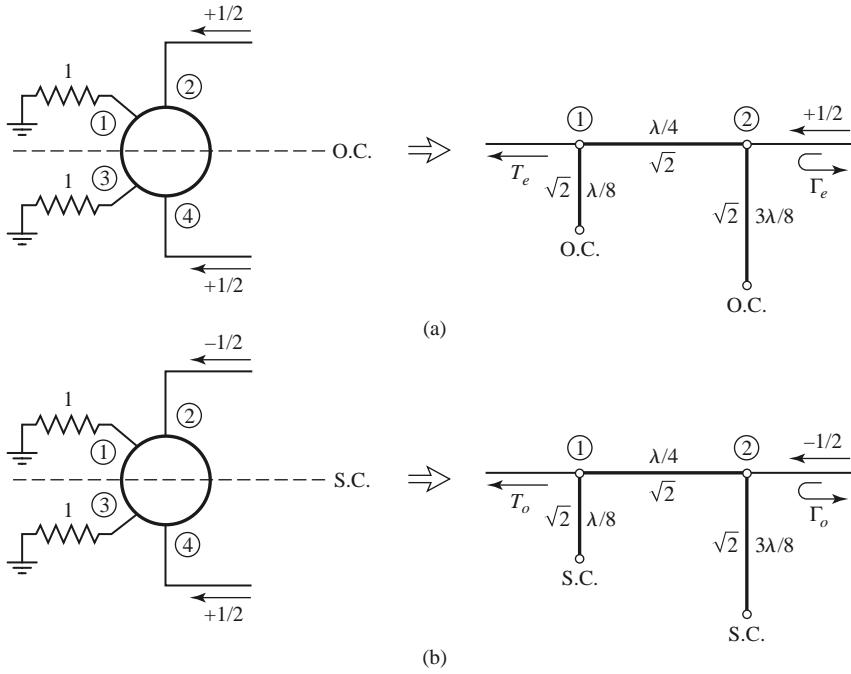 +1/2
1
②
①
O.C.
③
1
④
+1/2
① λ/4 ② +1/2
T_e √2 λ/8 √2 Γ_e
√2 3λ/8
O.C.
O.C.
(a)
–1/2
1
②
①
S.C.
③
1
④
+1/2
① λ/4 ② –1/2
T_o √2 λ/8 √2 Γ_o
√2 3λ/8
S.C.
S.C.
(b)